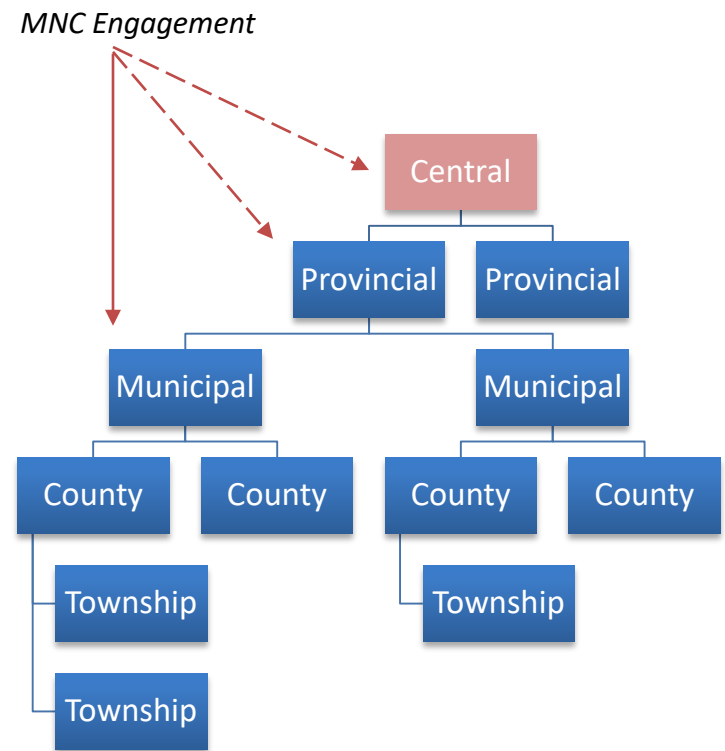 MNC Engagement
Central
Provincial
Provincial
Municipal
Municipal
County
County
County
County
Township
Township
Township